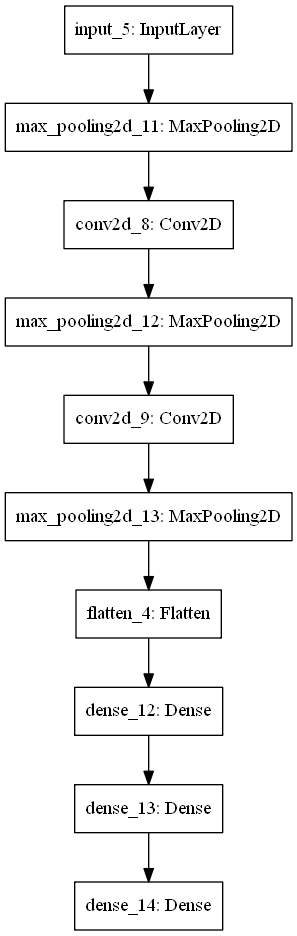 input_5: InputLayer
max_pooling2d_11: MaxPooling2D
conv2d_8: Conv2D
max_pooling2d_12: MaxPooling2D
conv2d_9: Conv2D
max_pooling2d_13: MaxPooling2D
flatten_4: Flatten
dense_12: Dense
dense_13: Dense
dense_14: Dense